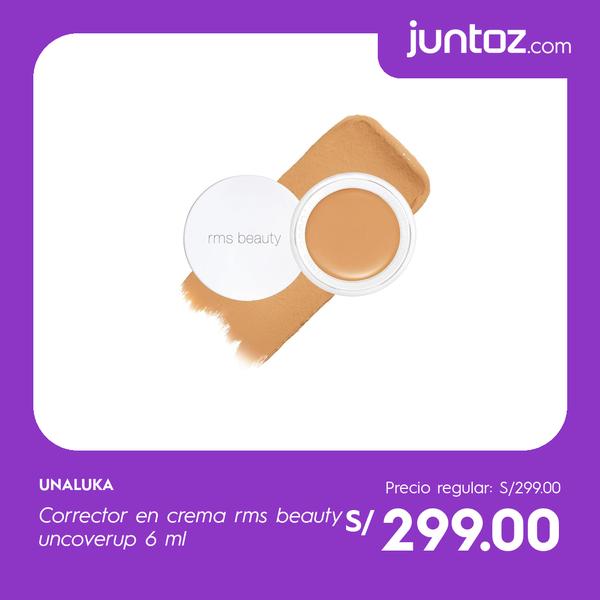 juntoz.com
rms beauty
UNALUKA
Corrector en crema rms beauty
uncoverup 6 ml
Precio regular: S/299.00
S/ 299.00